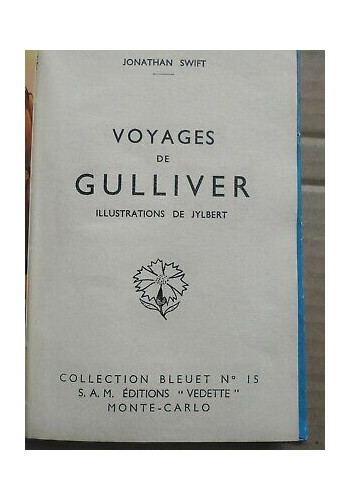 JONATHAN SWIFT
VOYAGES
DE
GULLIVER
ILLUSTRATIONS DE JYLBERT
COLLECTION BLEUET Nº 15
S. A. M. ÉDITIONS "VEDETTE"
MONTE-CARLO